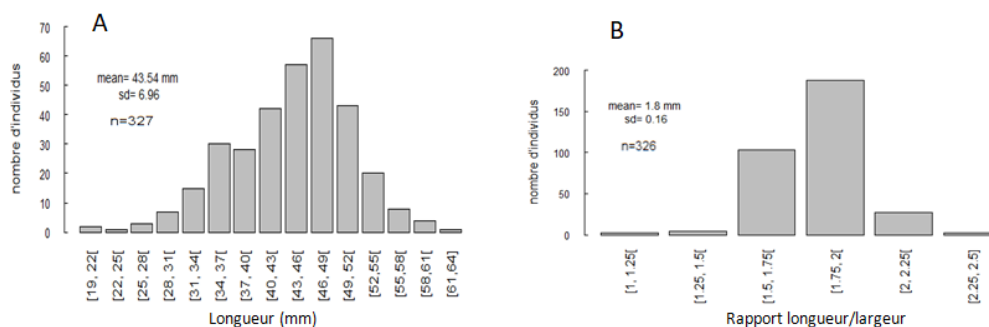 A
nombre d'individus
70
60
50
40
30
20
10
0
mean= 43.54 mm
sd= 6.96
n=327
[19, 22[
[22, 25[
[25, 28[
[28, 31[
[31, 34[
[34, 37[
[37, 40[
[40, 43[
[43, 46[
[46, 49[
[49, 52[
[52,55[
[55,58[
[58,61[
[61,64[
Longueur (mm)
B
nombre d'individus
200
150
100
50
0
mean= 1.8 mm
sd= 0.16
n=326
[1, 1.25[
[1.25, 1.5[
[1.5, 1.75[
[1.75, 2[
[2, 2.25[
[2.25, 2.5[
Rapport longueur/largeur